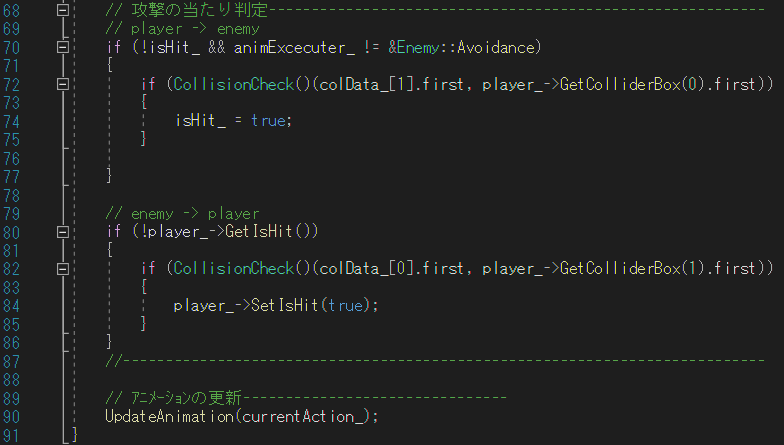 68 // 攻撃の当たり判定----------------------------------------------------------
69 // player -> enemy
70 if (!isHit_ && animExcecuter_ != &Enemy::Avoidance)
71 {
72 if (CollisionCheck()(colData_[1].first, player_->GetColliderBox(0).first))
73 {
74 isHit_ = true;
75 }
76
77 }
78
79 // enemy -> player
80 if (!player_->GetIsHit())
81 {
82 if (CollisionCheck()(colData_[0].first, player_->GetColliderBox(1).first))
83 {
84 player_->SetIsHit(true);
85 }
86 }
87 //---------------------------------------------------------------------------
88
89 // ｱﾆﾒｰｼｮﾝの更新-------------------------------
90 UpdateAnimation(currentAction_);
91 }